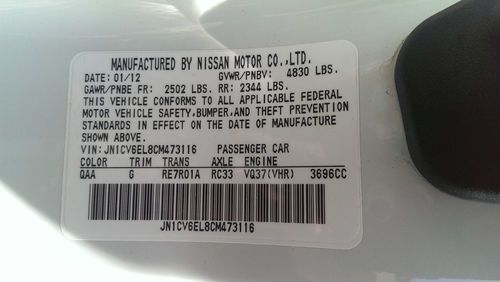 MANUFACTURED BY NISSAN MOTOR CO.,LTD.
DATE: 01/12 GVWR/PNBV: 4830 LBS.
GAWR/PNBE FR: 2502 LBS. RR: 2344 LBS.
THIS VEHICLE CONFORMS TO ALL APPLICABLE FEDERAL
MOTOR VEHICLE SAFETY,BUMPER,AND THEFT PREVENTION
STANDARDS IN EFFECT ON THE DATE OF MANUFACTURE
SHOWN ABOVE.
VIN: JN1CV6EL8CM473116 PASSENGER CAR
COLOR TRIM TRANS AXLE ENGINE
QAA G RE7R01A RC33 VQ37(VHR) 3696CC
JN1CV6EL8CM473116